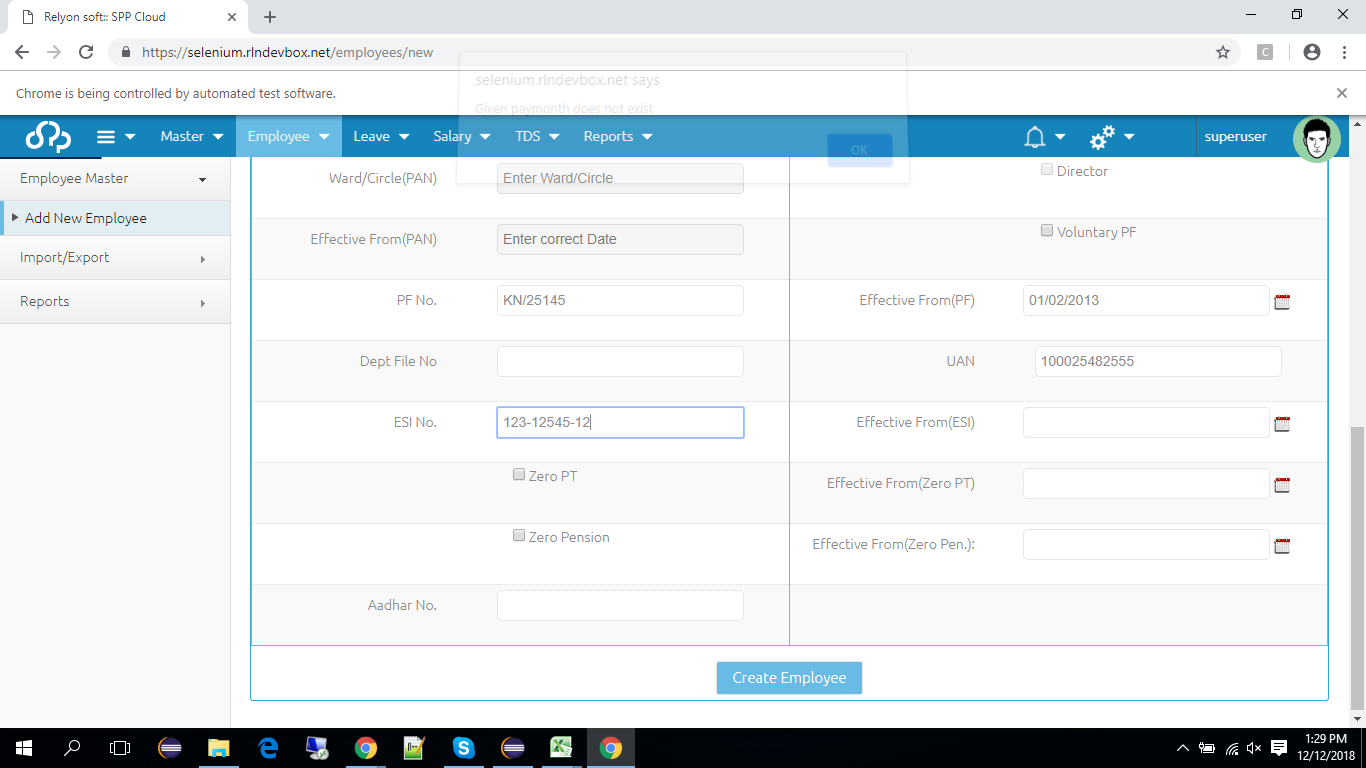 Relyon soft:: SPP Cloud
https://selenium.rlndevbox.net/employees/new
C
selenium.rlndevbox.net says
Given paymonth does not exist
OK
Chrome is being controlled by automated test software.
Master Employee Leave Salary TDS Reports superuser
Employee Master
Add New Employee
Import/Export
Reports
Ward/Circle(PAN) Enter Ward/Circle Director
Effective From(PAN) Enter correct Date Voluntary PF
PF No. KN/25145 Effective From(PF) 01/02/2013
Dept File No UAN 100025482555
ESI No. 123-12545-12 Effective From(ESI)
Zero PT Effective From(Zero PT)
Zero Pension Effective From(Zero Pen.):
Aadhar No.
Create Employee
1:29 PM
12/12/2018